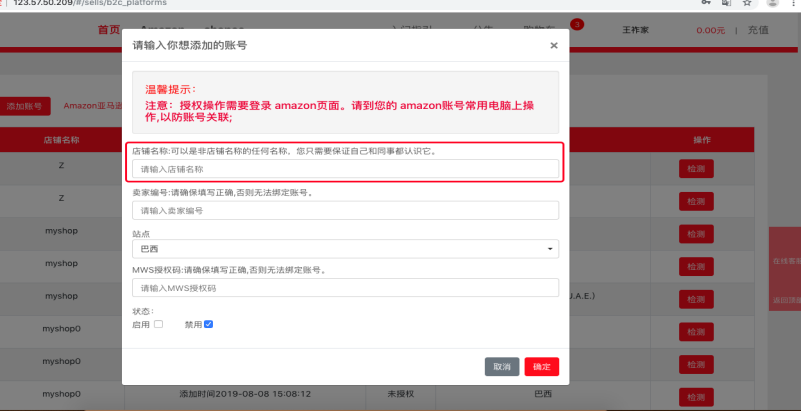 123.57.50.209/#/sells/b2c_platforms
首页
3
王祚家
0.00元 | 充值
请输入你想添加的账号
×
温馨提示：
注意：授权操作需要登录 amazon页面。请到您的 amazon账号常用电脑上操
作,以防账号关联;
添加账号
Amazon亚马
店铺名称
操作
店铺名称:可以是非店铺名称的任何名称、您只需要保证自己和同事都认识它。
请输入店铺名称
Z
检测
卖家编号:请确保填写正确,否则无法绑定账号。
请输入卖家编号
Z
检测
站点
myshop
检测
巴西
myshop
检测
在线客
MWS授权码:请确保填写正确,否则无法绑定账号。
请输入MWS授权码
myshop
J.A.E.)
检测
返回顶
状态：
启用
禁用
myshop0
检测
myshop0
检测
取消
确定
myshop0
添加时间2019-08-08 15:08:12
未授权
巴西
检测